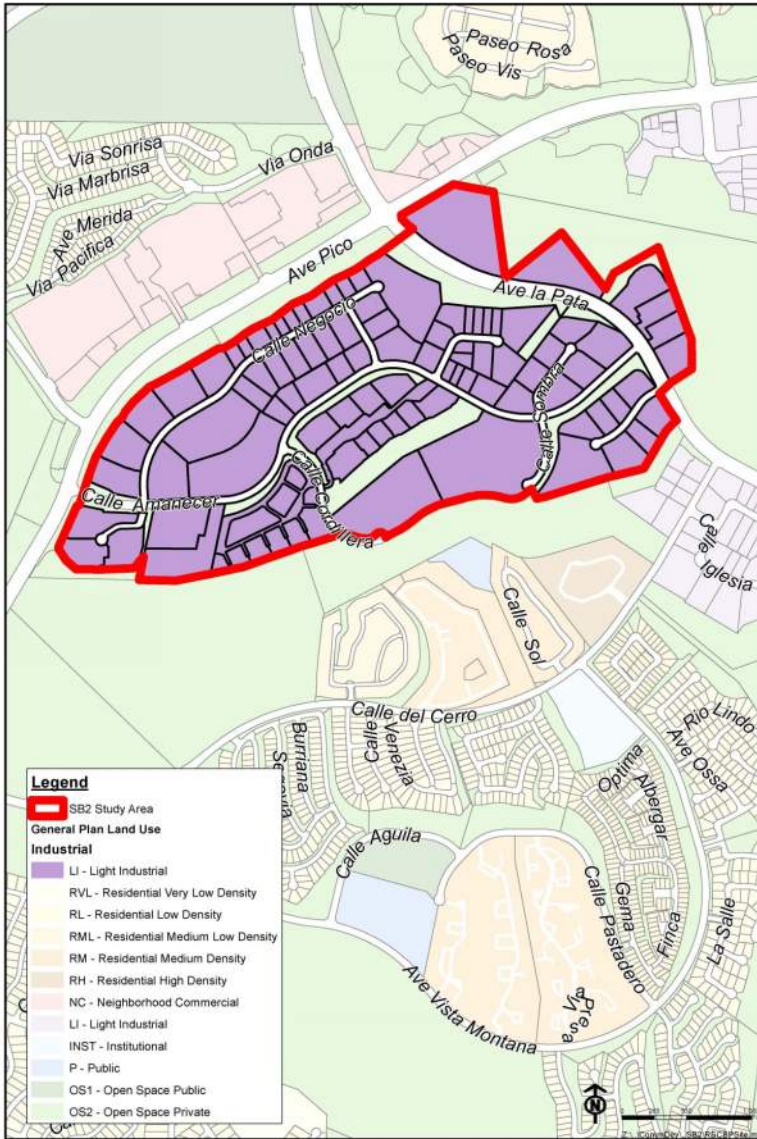 Paseo Rosa
Paseo Vis
Via Sonrisa
Via Onda
Via Marbrisa
Ave Merida
Via Pacifica
Ave Pico
Ave la Pata
Calle Negocio
Calle Sombra
Calle Amanecer
Calle Cordillera
Calle Iglesia
Calle Sol
Calle del Cerro
Calle Venezia
Burriana
Segovia
Rio Lindo
Ave Ossa
Optima
Albergar
Calle Aguila
Gema
Calle Pastadero
Finca
La Salle
Ave Vista Montana
Via Presa
Legend
SB2 Study Area
General Plan Land Use
Industrial
LI - Light Industrial
RVL - Residential Very Low Density
RL - Residential Low Density
RML - Residential Medium Low Density
RM - Residential Medium Density
RH - Residential High Density
NC - Neighborhood Commercial
LI - Light Industrial
INST - Institutional
P - Public
OS1 - Open Space Public
OS2 - Open Space Private
N